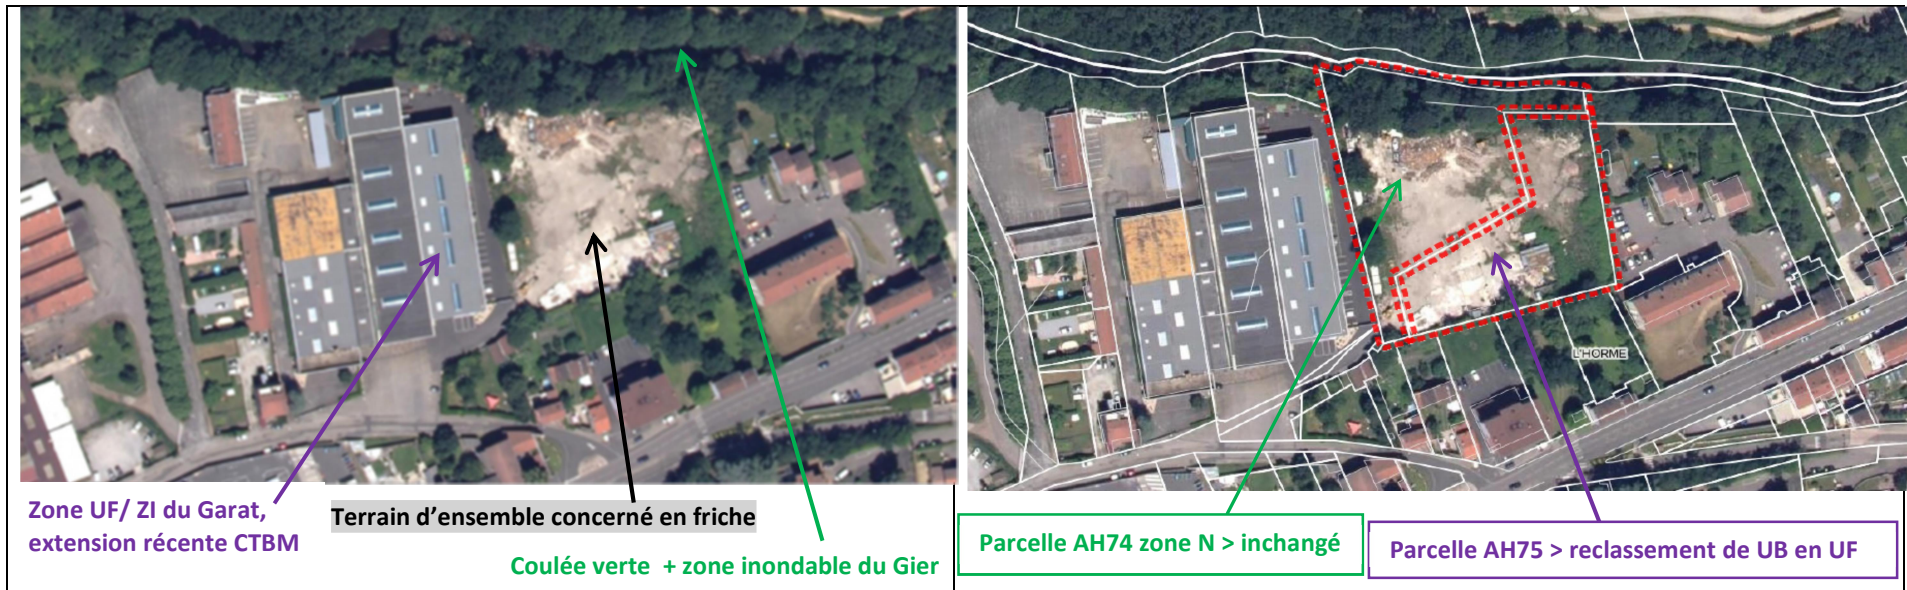 Zone UF/ ZI du Garat,
extension récente CTBM
Terrain d'ensemble concerné en friche
Coulée verte + zone inondable du Gier
L'HORME
Parcelle AH74 zone N > inchangé
Parcelle AH75 > reclassement de UB en UF